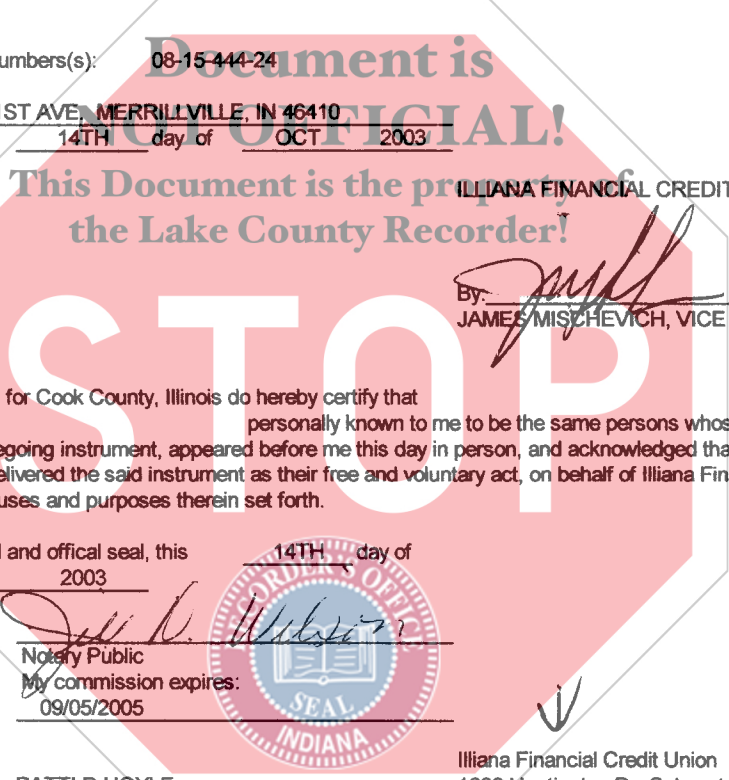 umbers(s): 08-15-444-24
Document is
1ST AVE, MERRILLVILLE, IN 46410
NOT OFFICIAL!
14TH day of OCT 2003
This Document is the property of
ILLIANA FINANCIAL CREDIT
the Lake County Recorder!
By:
JAMES MISCHEVICH, VICE
STOP
for Cook County, Illinois do hereby certify that
personally known to me to be the same persons whos
egoing instrument, appeared before me this day in person, and acknowledged tha
elivered the said instrument as their free and voluntary act, on behalf of Illiana Fin
uses and purposes therein set forth.
and offical seal, this 14TH day of
2003
Jill N. Wilson
Notary Public
My commission expires:
09/05/2005
RECORDER'S OFFICE
SEAL
INDIANA
Illiana Financial Credit Union